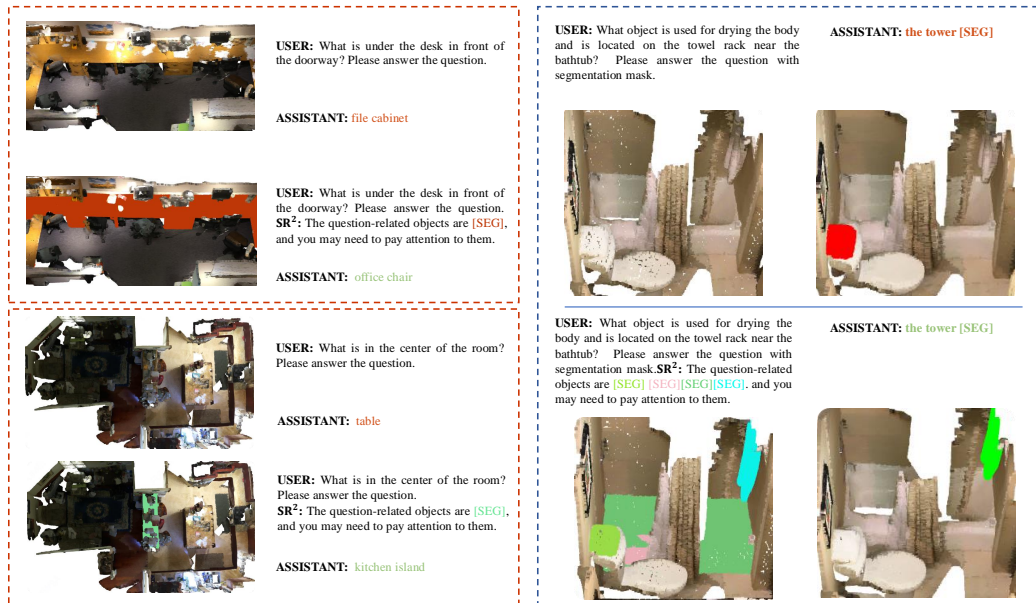 USER: What is under the desk in front of
the doorway? Please answer the question.
ASSISTANT: file cabinet
USER: What is under the desk in front of
the doorway? Please answer the question.
SR²: The question-related objects are [SEG],
and you may need to pay attention to them.
ASSISTANT: office chair
USER: What is in the center of the room?
Please answer the question.
ASSISTANT: table
USER: What is in the center of the room?
Please answer the question.
SR²: The question-related objects are [SEG],
and you may need to pay attention to them.
ASSISTANT: kitchen island
USER: What object is used for drying the body
and is located on the towel rack near the
bathtub? Please answer the question with
segmentation mask.
ASSISTANT: the tower [SEG]
USER: What object is used for drying the
body and is located on the towel rack near the
bathtub? Please answer the question with
segmentation mask.SR²: The question-related
objects are [SEG] [SEG][SEG][SEG]. and you
may need to pay attention to them.
ASSISTANT: the tower [SEG]